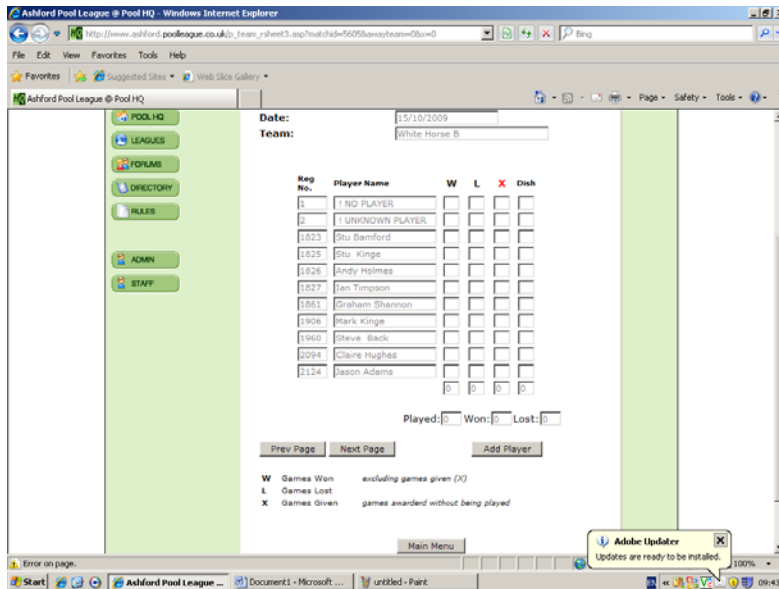 Ashford Pool League @ Pool HQ - Windows Internet Explorer
http://www.ashford.poolleague.co.uk/p_team_rsheet3.asp?matchid=5605&awayteam=0&x=0
Bing
File Edit View Favorites Tools Help
Favorites Suggested Sites Web Slice Gallery
Ashford Pool League @ Pool HQ Page Safety Tools
POOL HQ
LEAGUES
FORUMS
DIRECTORY
RULES
ADMIN
STAFF
Date: 15/10/2009
Team: White Horse B
Reg No. Player Name W L X Dish
1 ! NO PLAYER
2 ! UNKNOWN PLAYER
1823 Stu Bamford
1825 Stu Kinge
1826 Andy Holmes
1827 Ian Timpson
1861 Graham Shannon
1906 Mark Kinge
1960 Steve Back
2094 Claire Hughes
2124 Jason Adams
0 0 0 0
Played: 0 Won: 0 Lost: 0
Prev Page Next Page Add Player
W Games Won excluding games given (X)
L Games Lost
X Games Given games awarderd without being played
Main Menu
Adobe Updater
Updates are ready to be installed.
Error on page. 100%
Start Ashford Pool League ... Document1 - Microsoft ... untitled - Paint EN 09:43